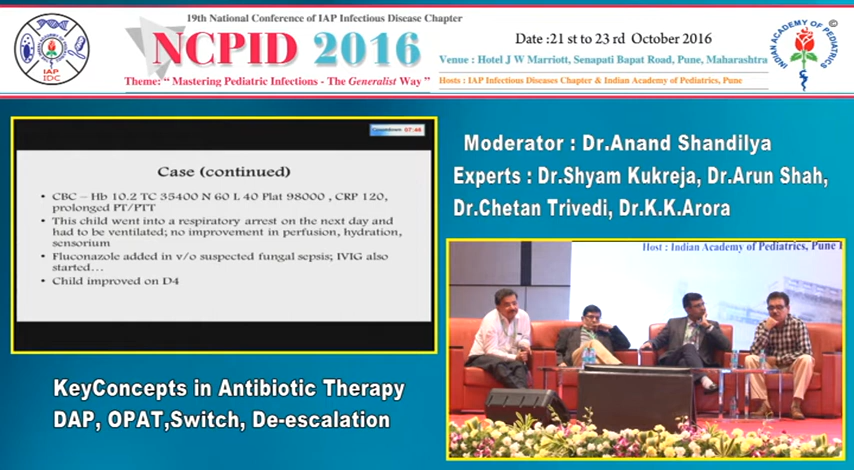 19th National Conference of IAP Infectious Disease Chapter
NCPID 2016
Theme: “ Mastering Pediatric Infections - The Generalist Way ”
Date :21 st to 23 rd October 2016
Venue : Hotel J W Marriott, Senapati Bapat Road, Pune, Maharashtra
Hosts : IAP Infectious Diseases Chapter & Indian Academy of Pediatrics, Pune
IAP
IDC
INDIAN ACADEMY OF PEDIATRICS
©
Countdown 07:46
Case (continued)
• CBC – Hb 10.2 TC 35400 N 60 L 40 Plat 98000 , CRP 120,
prolonged PT/PTT
• This child went into a respiratory arrest on the next day and
had to be ventilated; no improvement in perfusion, hydration,
sensorium
• Fluconazole added in v/o suspected fungal sepsis; IVIG also
started…
• Child improved on D4
Moderator : Dr.Anand Shandilya
Experts : Dr.Shyam Kukreja, Dr.Arun Shah,
Dr.Chetan Trivedi, Dr.K.K.Arora
Host : Indian Academy of Pediatrics, Pune
KeyConcepts in Antibiotic Therapy
DAP, OPAT,Switch, De-escalation